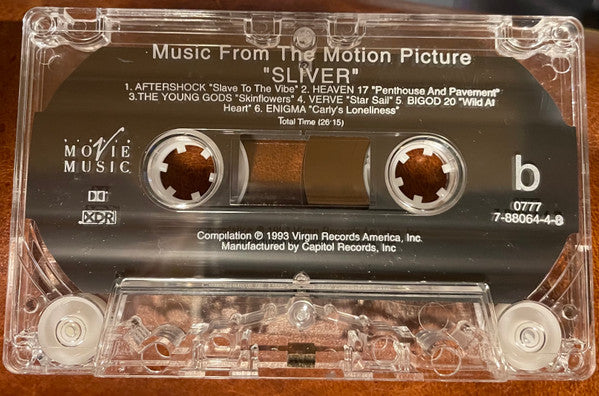 Music From The Motion Picture
"SLIVER"
1. AFTERSHOCK "Slave To The Vibe" 2. HEAVEN 17 "Penthouse And Pavement"
3.THE YOUNG GODS "Skinflowers" 4, VERVE "Star Sail" 5. BIGOD 20 "Wild At
Heart" 6. ENIGMA "Carly's Loneliness"
Total Time (26:15)
MOVIE
MUSIC
XDR
b
0777
7-88064-4-8
Compilation ℗ 1993 Virgin Records America, Inc.
Manufactured by Capitol Records, Inc